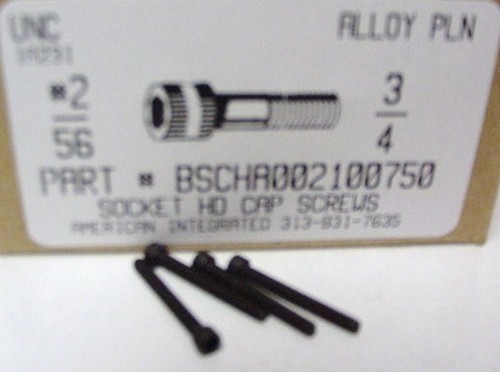 UNC ALLOY PLN
1A231
#2
56
3
4
PART # BSCHA002100750
SOCKET HD CAP SCREWS
AMERICAN INTEGRATED 313-831-7635